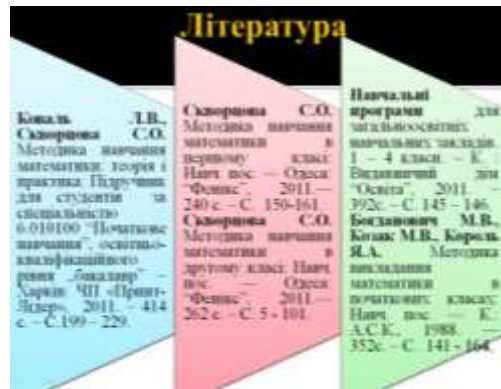 Література
Коваль Л.В.,
Скворцова С.О.
Методика навчання
математики: теорія і
практика. Підручник
для студентів за
спеціальністю
6.010100 "Початкове
навчання", освітньо-
кваліфікаційного
рівня „бакалавр" –
Харків: ЧП «Принт-
Лідер», 2011. – 414
с. – С.199 – 229.
Скворцова С.О.
Методика навчання
математики в
першому класі:
Навч. пос. — Одеса:
"Фенікс", 2011.—
240 с. – С. 150-161.
Скворцова С.О.
Методика навчання
математики в
другому класі: Навч.
пос. — Одеса:
"Фенікс", 2011.—
262 с. – С. 5 - 101.
Навчальні
програми для
загальноосвітніх
навчальних закладів.
1 – 4 класи. – К.:
Видавничий дім
"Освіта", 2011. –
392с. – С. 145 – 146.
Богданович М.В.,
Козак М.В., Король
Я.А. Методика
викладання
математики в
початкових класах:
Навч. пос. — К.:
А.С.К., 1988. —
352с. – С. 141 - 164.